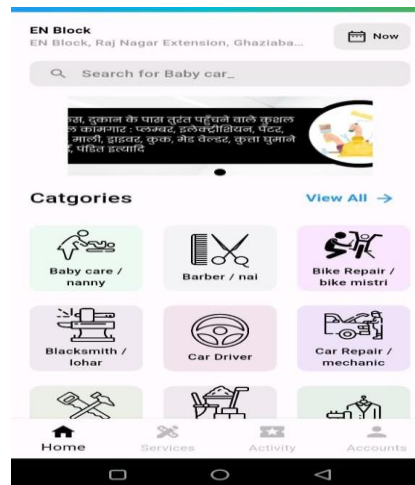 EN Block
EN Block, Raj Nagar Extension, Ghaziaba...
Now
Search for Baby car_
दुकान के पास तुरंत पहुँचने वाले कुशल
कामगार : प्लम्बर, इलेक्ट्रीशियन, पेंटर,
माली, ड्राइवर, कुक, मेड वेल्डर, कुत्ता घुमाने
पंडित इत्यादि
Catgories
View All →
Baby care /
nanny
Barber / nai
Bike Repair /
bike mistri
Blacksmith /
lohar
Car Driver
Car Repair /
mechanic
Home
Services
Activity
Accounts